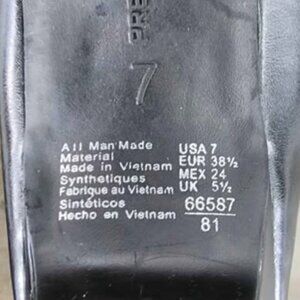 PRE
7
All Man Made
Material
Made in Vietnam
Synthetiques
Fabrique au Vietnam
Sintéticos
Hecho en Vietnam
USA 7
EUR 38½
MEX 24
UK 5½
66587
81